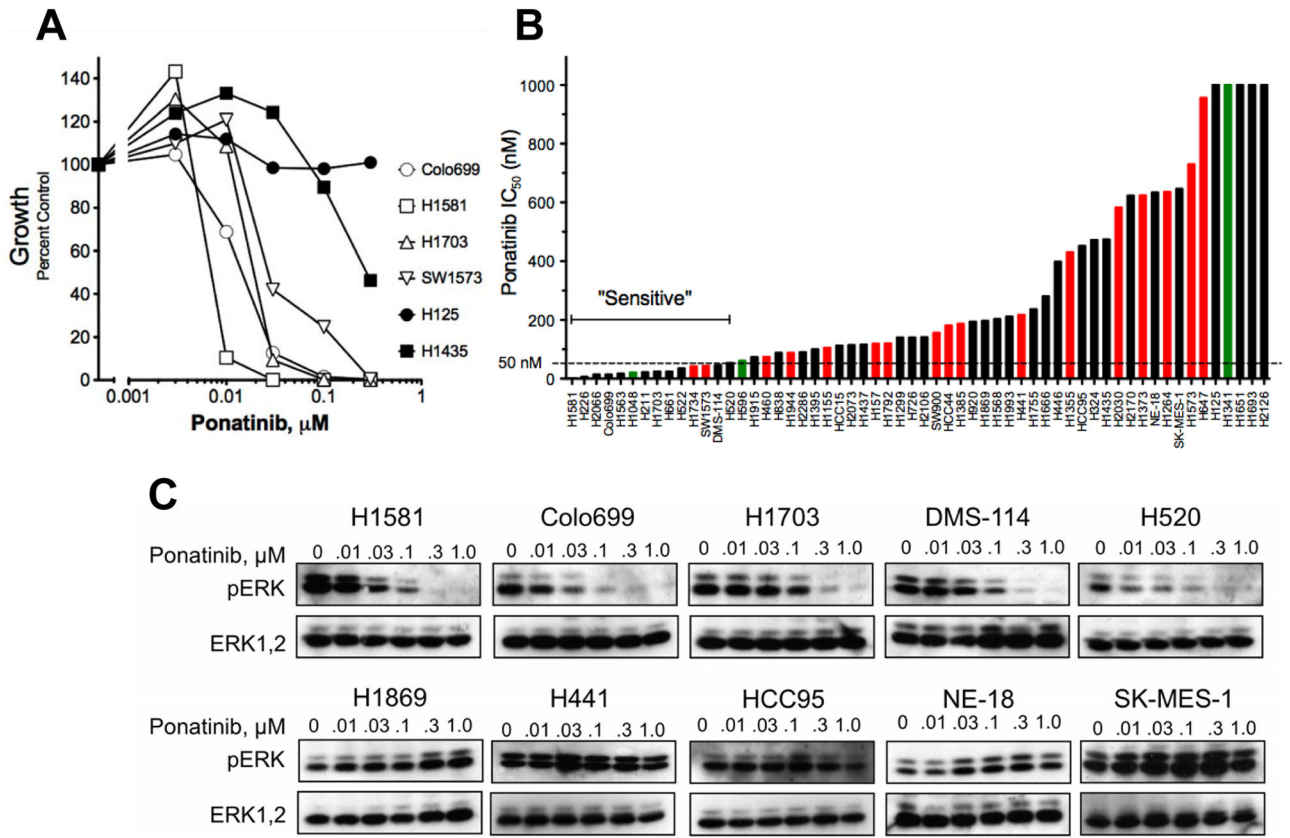 A
B
Growth
Percent Control
140
120
100
80
60
40
20
0
0
0.001
0.01
0.1
1
Ponatinib, µM
Colo699
H1581
H1703
SW1573
H125
H1435
Ponatinib IC50 (nM)
1000
800
600
400
200
50 nM
0
"Sensitive"
H1581
H226
H2066
Colo699
H1563
H1048
H211
H1703
H661
H522
H1734
SW1573
DMS-114
H520
H596
H1915
H460
H838
H1944
H2286
H1395
H1155
HCC15
H2073
H1437
H157
H1792
H1299
H726
H2106
SW900
HCC44
H1385
H920
H1869
H1568
H1993
H441
H1755
H1666
H446
H1355
HCC95
H324
H1435
H2030
H2170
H1373
NE-18
H1264
SK-MES-1
H1573
H647
H125
H1341
H1651
H1693
H2126
C
H1581 Colo699 H1703 DMS-114 H520
Ponatinib, µM 0 .01 .03 .1 .3 1.0 0 .01 .03 .1 .3 1.0 0 .01 .03 .1 .3 1.0 0 .01 .03 .1 .3 1.0 0 .01 .03 .1 .3 1.0
pERK
ERK1,2
H1869 H441 HCC95 NE-18 SK-MES-1
Ponatinib, µM 0 .01 .03 .1 .3 1.0 0 .01 .03 .1 .3 1.0 0 .01 .03 .1 .3 1.0 0 .01 .03 .1 .3 1.0 0 .01 .03 .1 .3 1.0
pERK
ERK1,2